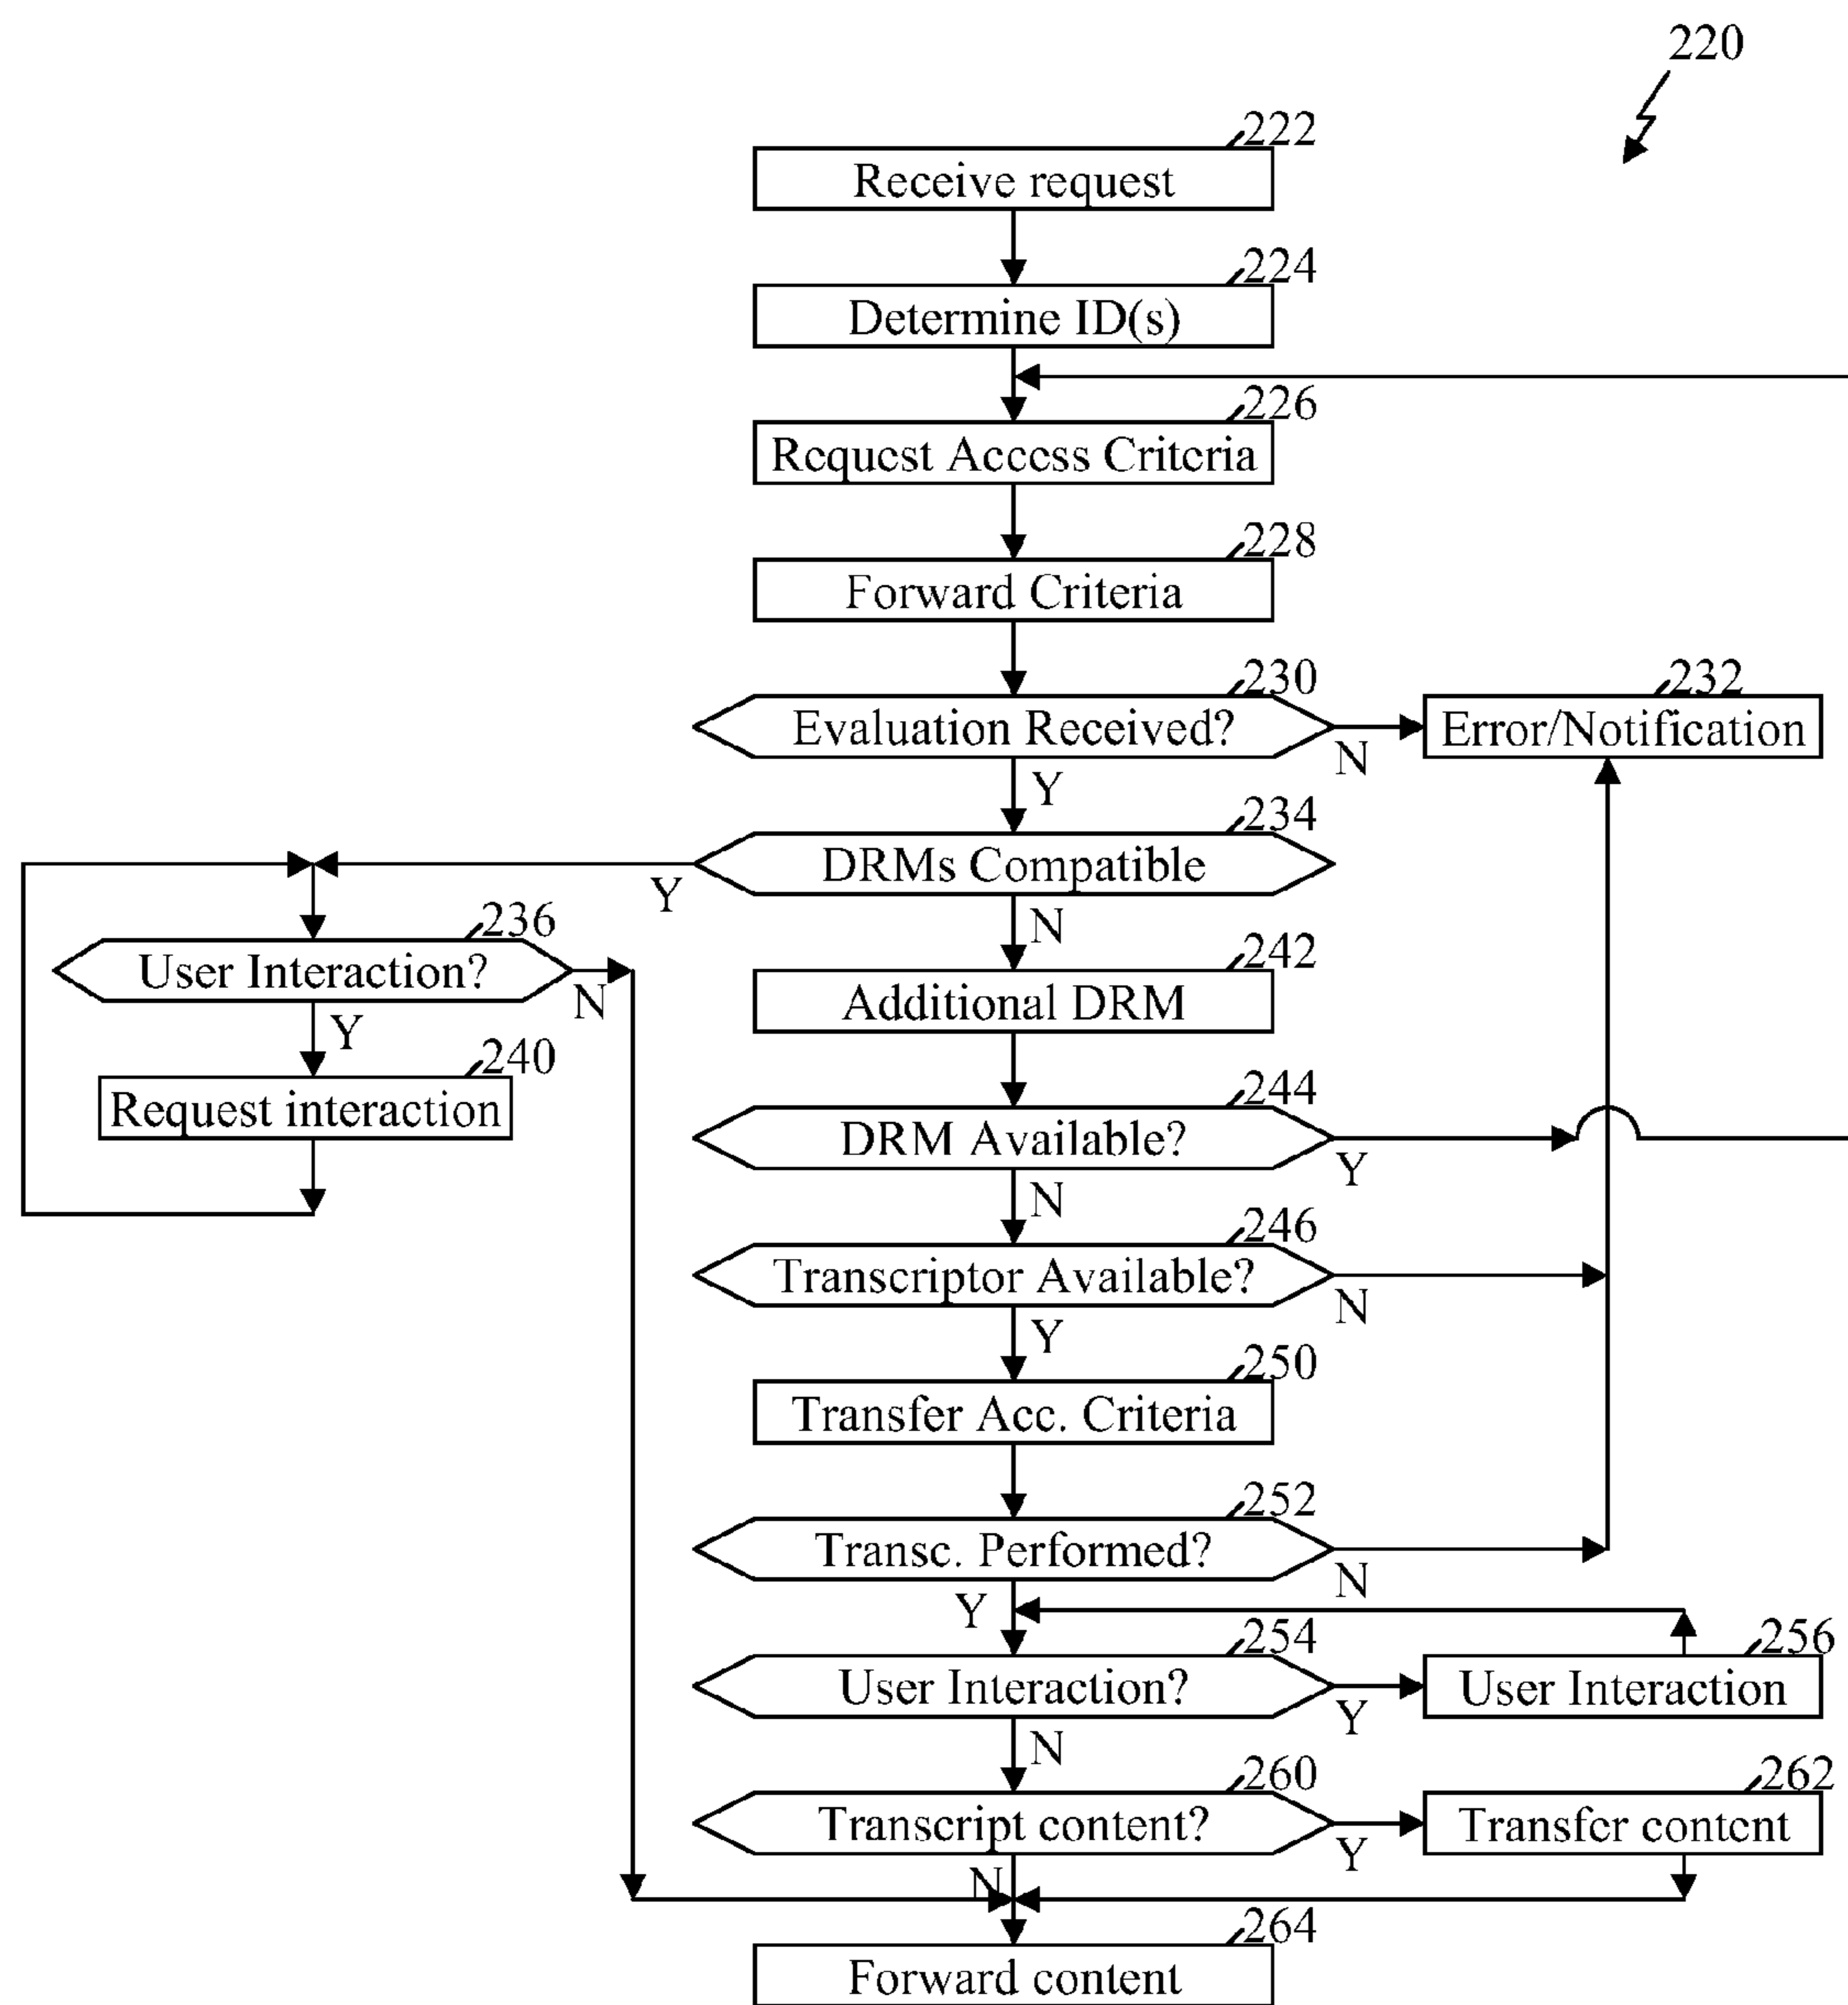 220
222
Receive request
224
Determine ID(s)
226
Request Access Criteria
228
Forward Criteria
230
Evaluation Received?
N
232
Error/Notification
Y
234
DRMs Compatible
Y
N
236
User Interaction?
N
Y
240
Request interaction
242
Additional DRM
244
DRM Available?
Y
N
246
Transcriptor Available?
N
Y
250
Transfer Acc. Criteria
252
Transc. Performed?
N
Y
254
User Interaction?
Y
256
User Interaction
N
260
Transcript content?
Y
262
Transfer content
N
264
Forward content